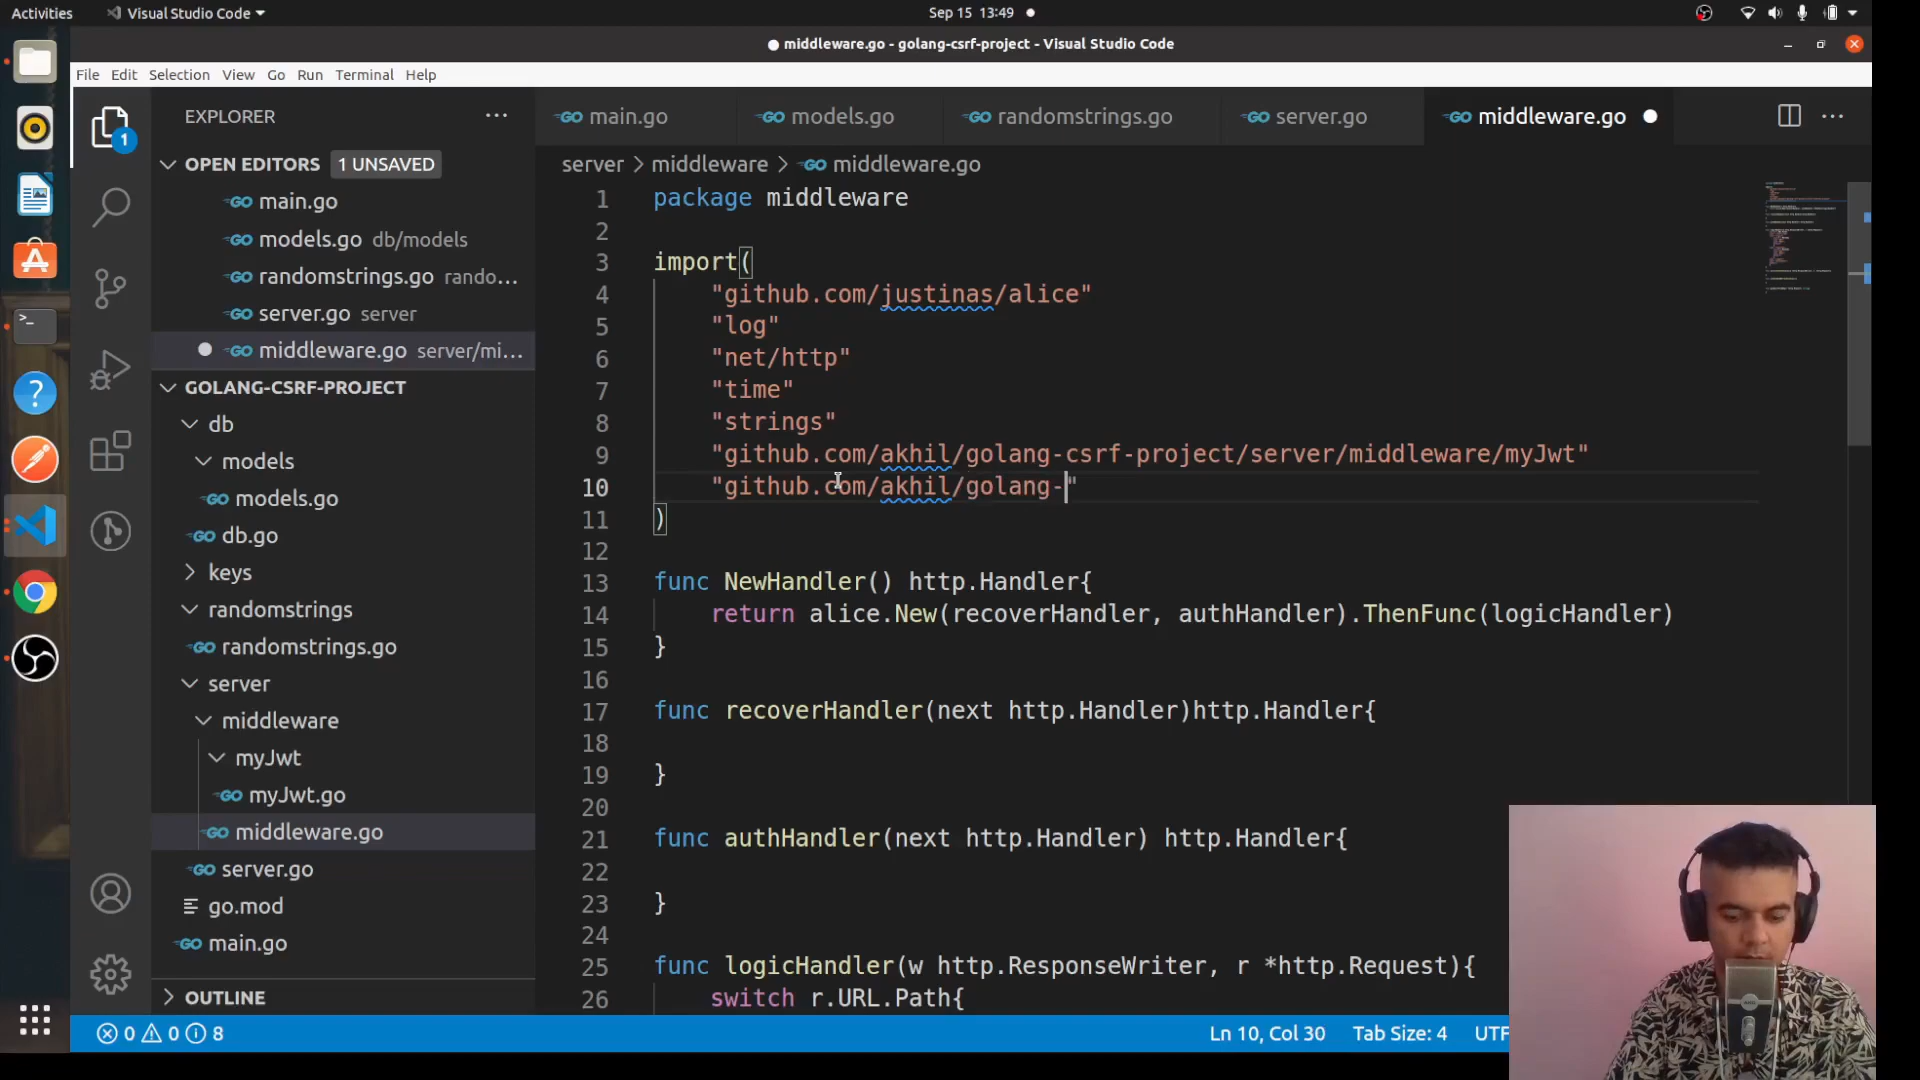 Activities
Visual Studio Code
Sep 15 13:49
middleware.go - golang-csrf-project - Visual Studio Code
File Edit Selection View Go Run Terminal Help
1
EXPLORER
main.go
models.go
randomstrings.go
server.go
middleware.go
OPEN EDITORS 1 UNSAVED
main.go
models.go db/models
randomstrings.go rando...
server.go server
middleware.go server/mi...
GOLANG-CSRF-PROJECT
db
models
models.go
db.go
keys
randomstrings
randomstrings.go
server
middleware
myJwt
myJwt.go
middleware.go
server.go
go.mod
main.go
OUTLINE
server > middleware > middleware.go
1 package middleware
2
3 import(
4 "github.com/justinas/alice"
5 "log"
6 "net/http"
7 "time"
8 "strings"
9 "github.com/akhil/golang-csrf-project/server/middleware/myJwt"
10 "github.com/akhil/golang-"
11 )
12
13 func NewHandler() http.Handler{
14 return alice.New(recoverHandler, authHandler).ThenFunc(logicHandler)
15 }
16
17 func recoverHandler(next http.Handler)http.Handler{
18
19 }
20
21 func authHandler(next http.Handler) http.Handler{
22
23 }
24
25 func logicHandler(w http.ResponseWriter, r *http.Request){
26 switch r.URL.Path{
0 0 8
Ln 10, Col 30 Tab Size: 4 UTF